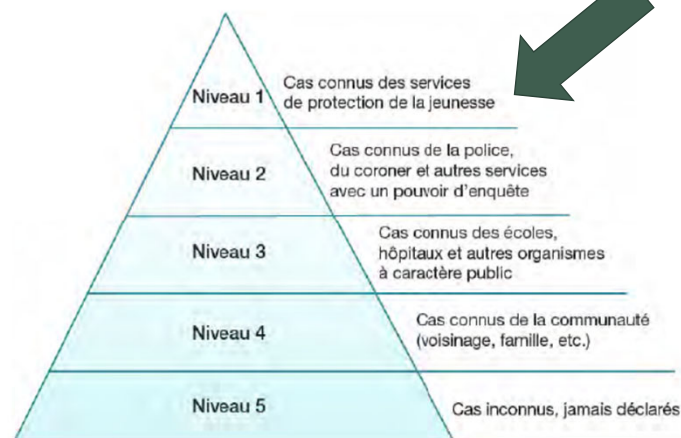 Niveau 1
Cas connus des services
de protection de la jeunesse
Niveau 2
Cas connus de la police,
du coroner et autres services
avec un pouvoir d'enquête
Niveau 3
Cas connus des écoles,
hôpitaux et autres organismes
à caractère public
Niveau 4
Cas connus de la communauté
(voisinage, famille, etc.)
Niveau 5
Cas inconnus, jamais déclarés